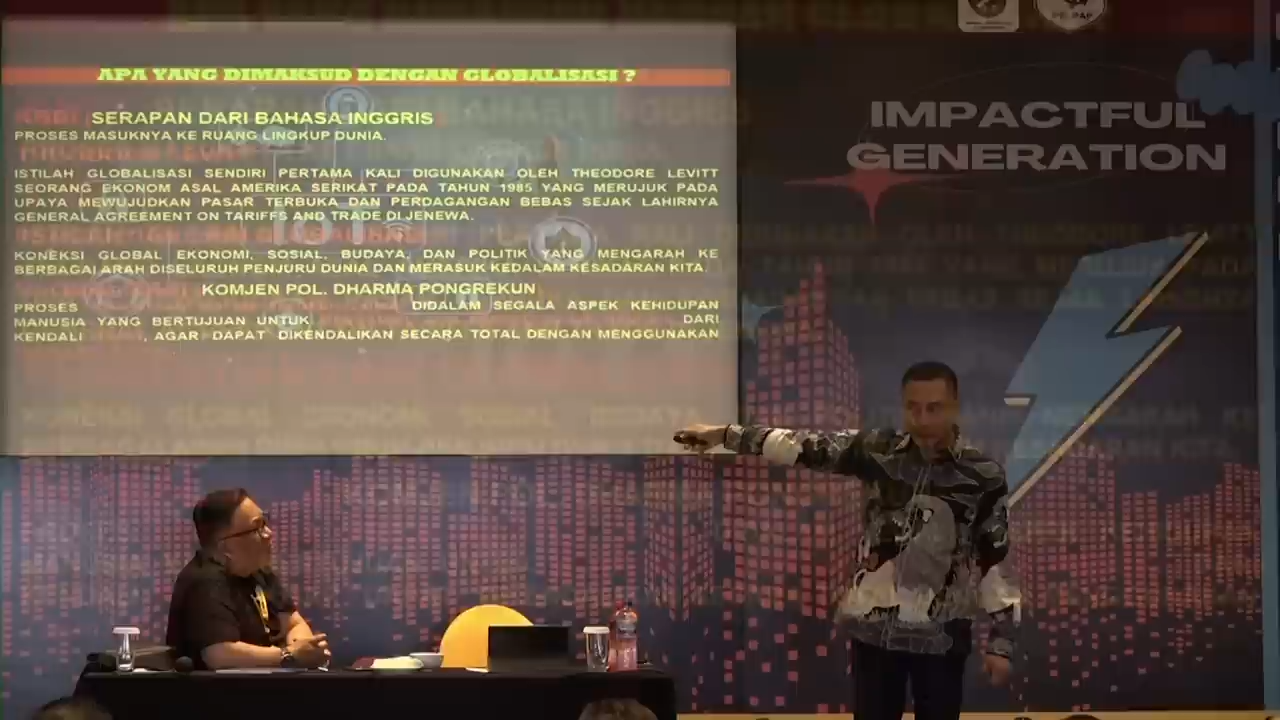 APA YANG DIMAKSUD DENGAN GLOBALISASI ?
SERAPAN DARI BAHASA INGGRIS
PROSES MASUKNYA KE RUANG LINGKUP DUNIA.
ISTILAH GLOBALISASI SENDIRI PERTAMA KALI DIGUNAKAN OLEH THEODORE LEVITT
SEORANG EKONOM ASAL AMERIKA SERIKAT PADA TAHUN 1985 YANG MERUJUK PADA
UPAYA MEWUJUDKAN PASAR TERBUKA DAN PERDAGANGAN BEBAS SEJAK LAHIRNYA
GENERAL AGREEMENT ON TARIFFS AND TRADE DI JENEWA.
IOT
KONEKSI GLOBAL EKONOMI, SOSIAL, BUDAYA, DAN POLITIK YANG MENGARAH KE
BERBAGAI ARAH DISELURUH PENJURU DUNIA DAN MERASUK KEDALAM KESADARAN KITA.
KOMJEN POL. DHARMA PONGREKUN
PROSES DIDALAM SEGALA ASPEK KEHIDUPAN
MANUSIA YANG BERTUJUAN UNTUK DARI
KENDALI , AGAR DAPAT DIKENDALIKAN SECARA TOTAL DENGAN MENGGUNAKAN
IMPACTFUL
GENERATION